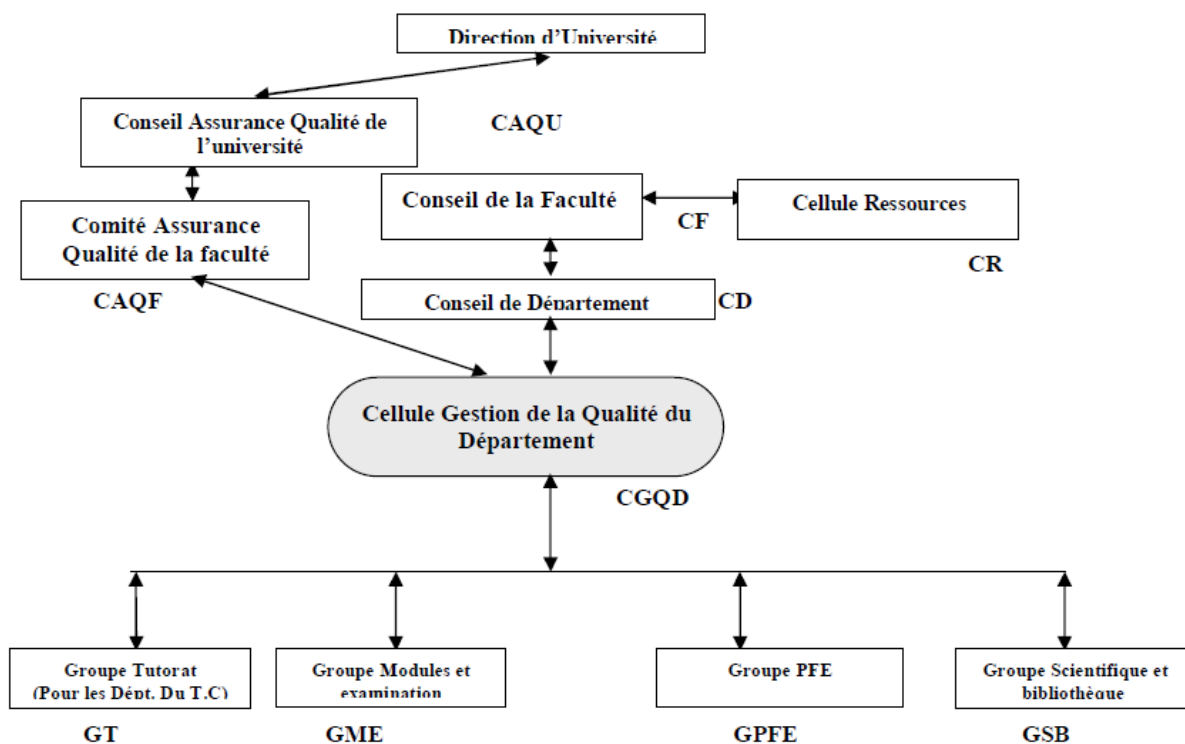 Direction d'Université
Conseil Assurance Qualité de
l'université
CAQU
Conseil de la Faculté
CF
Cellule Ressources
CR
Comité Assurance
Qualité de la faculté
CAQF
Conseil de Département
CD
Cellule Gestion de la Qualité du
Département
CGQD
Groupe Tutorat
(Pour les Dépt. Du T.C)
GT
Groupe Modules et
examination
GME
Groupe PFE
GPFE
Groupe Scientifique et
bibliothèque
GSB